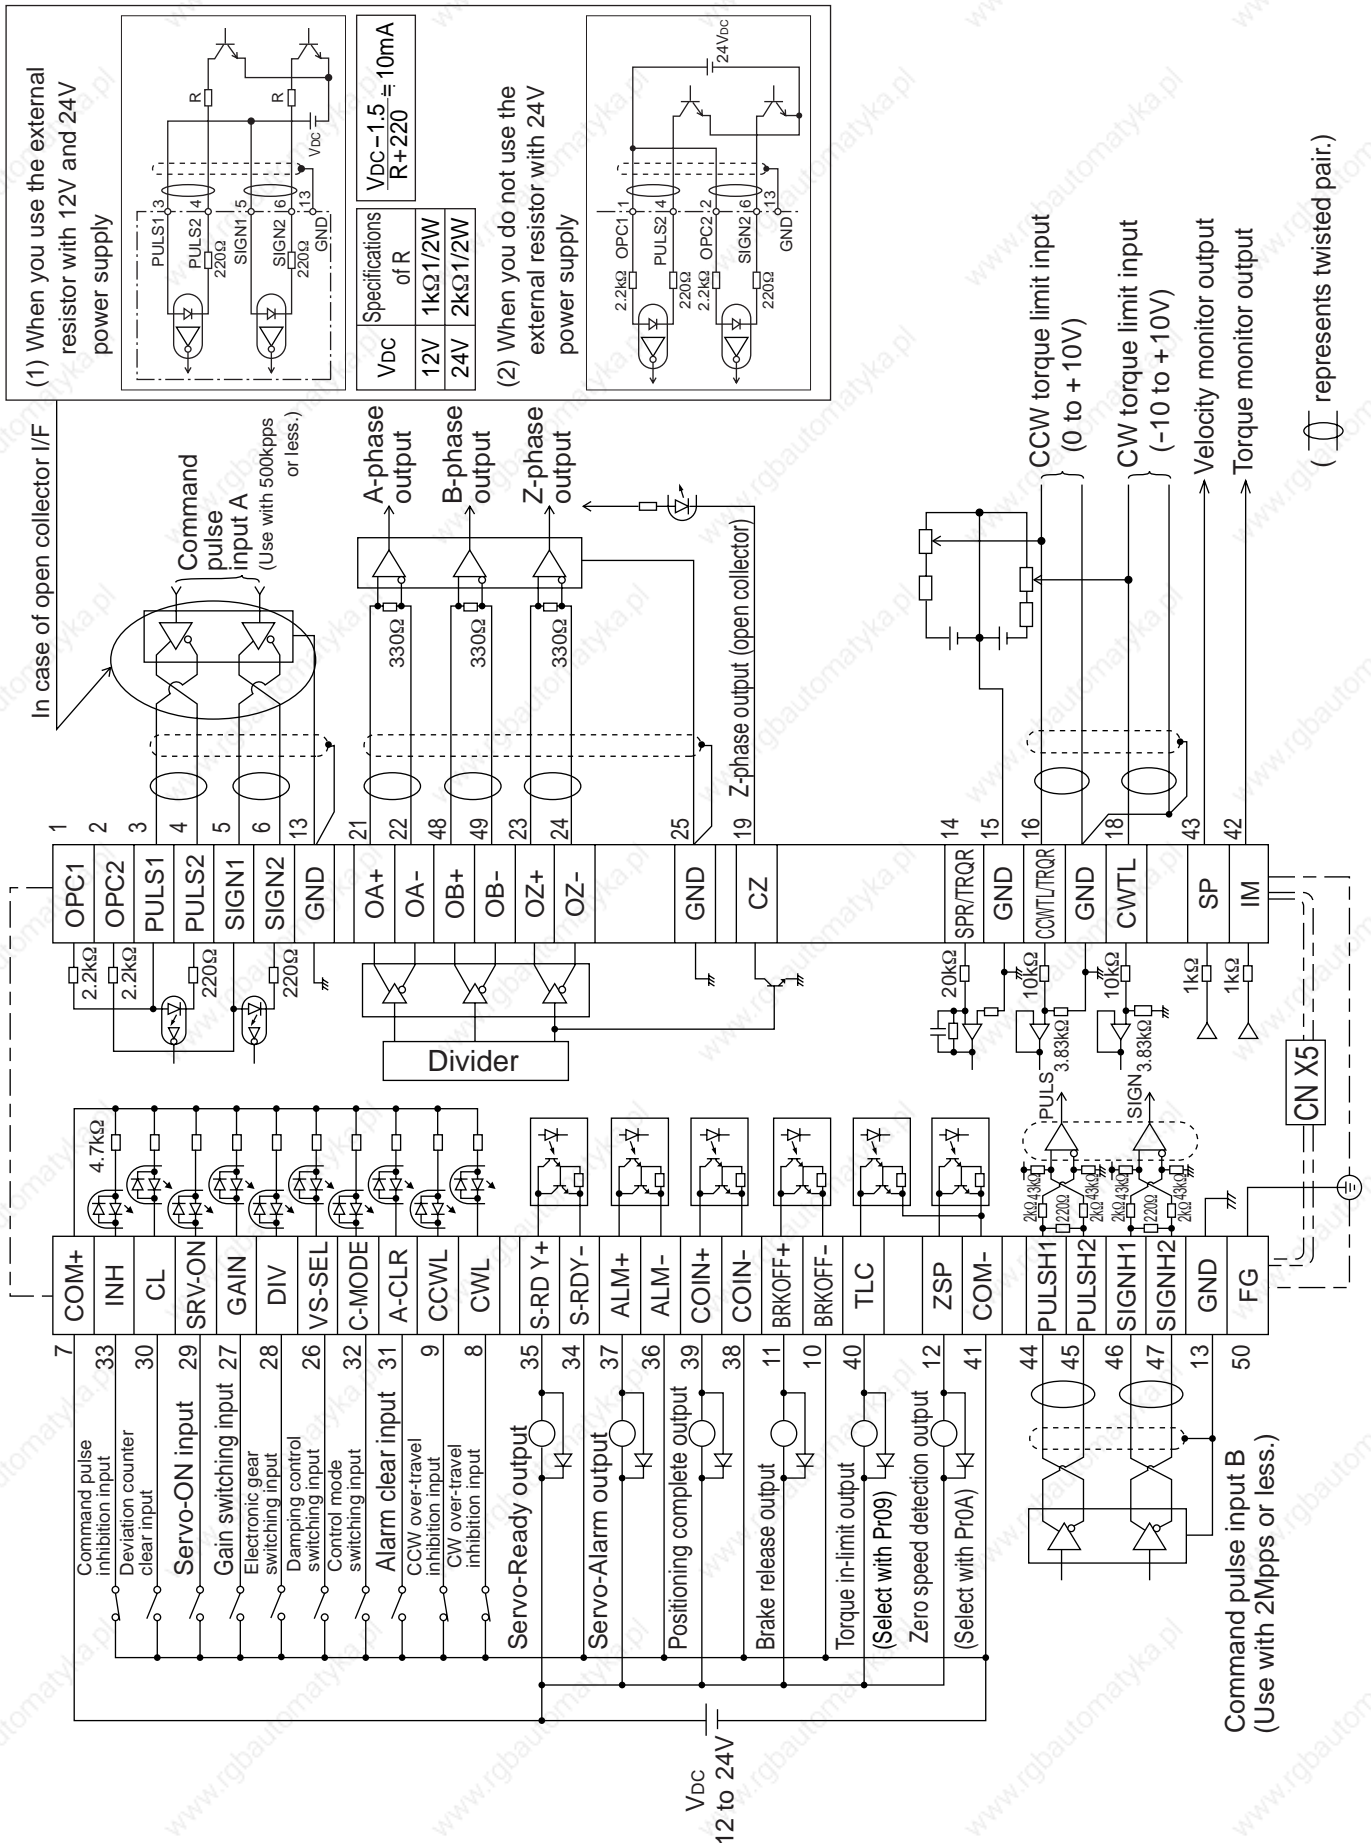 In case of open collector I/F
(1) When you use the external
resistor with 12V and 24V
power supply
PULS1 3
PULS2 4
220Ω
SIGN1 5
SIGN2 6
220Ω
13
GND
R
R
VDC
VDC
Specifications
of R
12V 1kΩ1/2W
24V 2kΩ1/2W
VDC−1.5
R+220
≒ 10mA
(2) When you do not use the
external resistor with 24V
power supply
2.2kΩ OPC1 1
220Ω PULS2 4
2.2kΩ OPC2 2
220Ω SIGN2 6
13
GND
24VDC
Command
pulse
input A
(Use with 500kpps
or less.)
A-phase
output
B-phase
output
Z-phase
output
330Ω
330Ω
330Ω
Z-phase output (open collector)
CCW torque limit input
(0 to +10V)
CW torque limit input
(−10 to +10V)
Velocity monitor output
Torque monitor output
( represents twisted pair.)
OPC1 1
OPC2 2
PULS1 3
PULS2 4
SIGN1 5
SIGN2 6
GND 13
OA+ 21
OA- 22
OB+ 48
OB- 49
OZ+ 23
OZ- 24
GND 25
CZ 19
SPR/TRQR 14
GND 15
CCWTL/TRQR 16
GND 17
CWTL 18
SP 43
IM 42
2.2kΩ
2.2kΩ
220Ω
220Ω
Divider
20kΩ
10kΩ
3.83kΩ
10kΩ
3.83kΩ
1kΩ
1kΩ
CN X5
4.7kΩ
PULS
SIGN
2kΩ 43kΩ
220Ω
2kΩ 43kΩ
2kΩ 43kΩ
220Ω
2kΩ 43kΩ
7 COM+
33 INH
30 CL
29 SRV-ON
27 GAIN
28 DIV
26 VS-SEL
32 C-MODE
31 A-CLR
9 CCWL
8 CWL
35 S-RD Y+
34 S-RDY-
37 ALM+
36 ALM-
39 COIN+
38 COIN-
11 BRKOFF+
10 BRKOFF-
40 TLC
12 ZSP
41 COM-
44 PULSH1
45 PULSH2
46 SIGNH1
47 SIGNH2
13 GND
50 FG
Command pulse
inhibition input
Deviation counter
clear input
Servo-ON input
Gain switching input
Electronic gear
switching input
Damping control
switching input
Control mode
switching input
Alarm clear input
CCW over-travel
inhibition input
CW over-travel
inhibition input
Servo-Ready output
Servo-Alarm output
Positioning complete output
Brake release output
Torque in-limit output
(Select with Pr09)
Zero speed detection output
(Select with Pr0A)
VDC
12 to 24V
Command pulse input B
(Use with 2Mpps or less.)
www.rgbautomatyka.pl